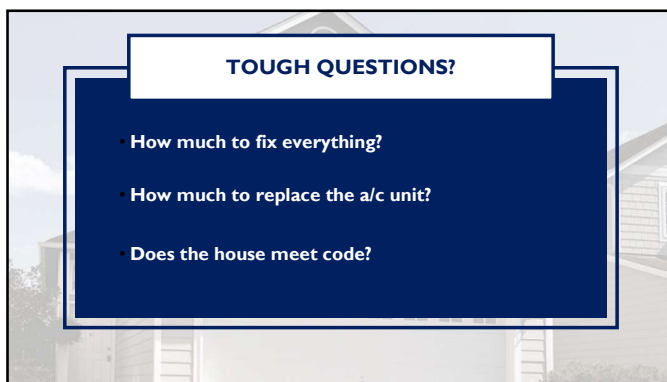 TOUGH QUESTIONS?
• How much to fix everything?
• How much to replace the a/c unit?
• Does the house meet code?